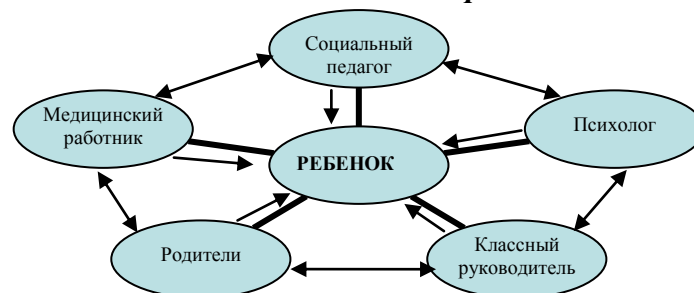 Социальный
педагог
Медицинский
работник
Психолог
РЕБЕНОК
Родители
Классный
руководитель